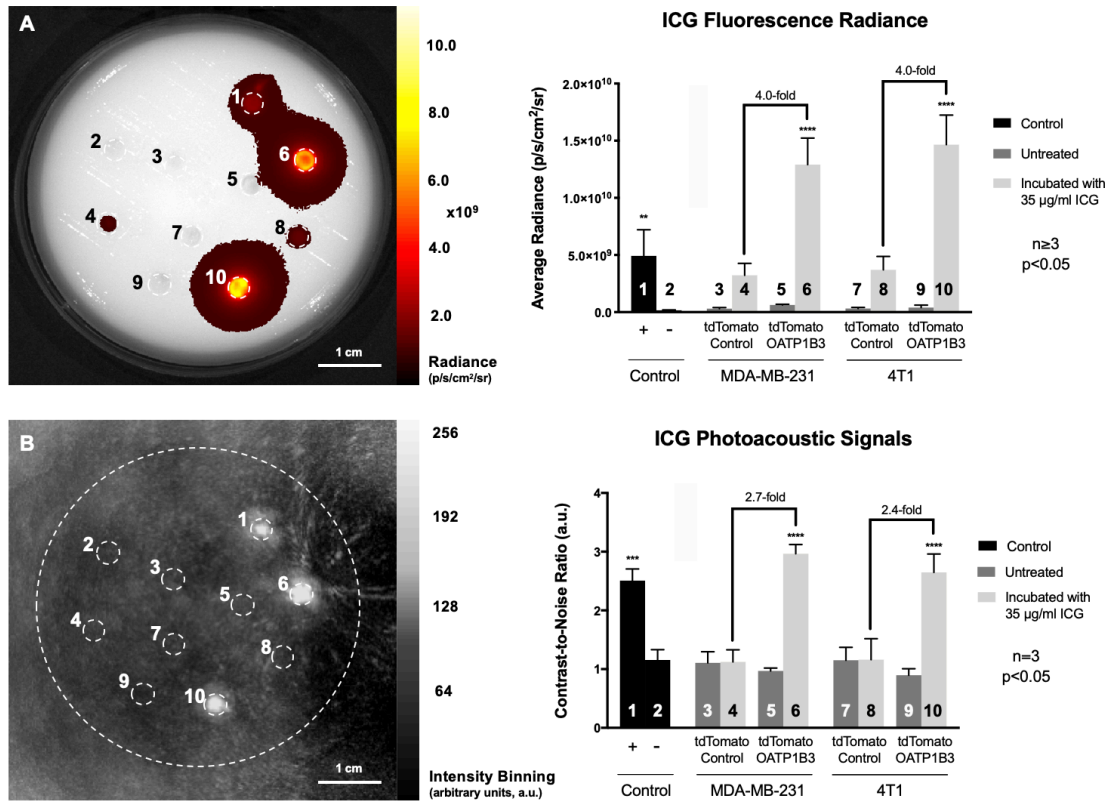 A
1
2
3
4
5
6
7
8
9
10
1 cm
10.0
8.0
6.0
x10⁹
4.0
2.0
Radiance
(p/s/cm²/sr)
ICG Fluorescence Radiance
Average Radiance (p/s/cm²/sr)
2.0×10¹⁰
1.5×10¹⁰
1.0×10¹⁰
5.0×10⁹
0.0
4.0-fold
4.0-fold
**
****
****
1 2 3 4 5 6 7 8 9 10
+ -
tdTomato Control
tdTomato OATP1B3
tdTomato Control
tdTomato OATP1B3
Control MDA-MB-231 4T1
Control
Untreated
Incubated with
35 µg/ml ICG
n≥3
p<0.05
B
1
2
3
4
5
6
7
8
9
10
1 cm
256
192
128
64
Intensity Binning
(arbitrary units, a.u.)
ICG Photoacoustic Signals
Contrast-to-Noise Ratio (a.u.)
4
3
2
1
0
2.7-fold
2.4-fold
***
****
****
1 2 3 4 5 6 7 8 9 10
+ -
tdTomato Control
tdTomato OATP1B3
tdTomato Control
tdTomato OATP1B3
Control MDA-MB-231 4T1
Control
Untreated
Incubated with
35 µg/ml ICG
n=3
p<0.05